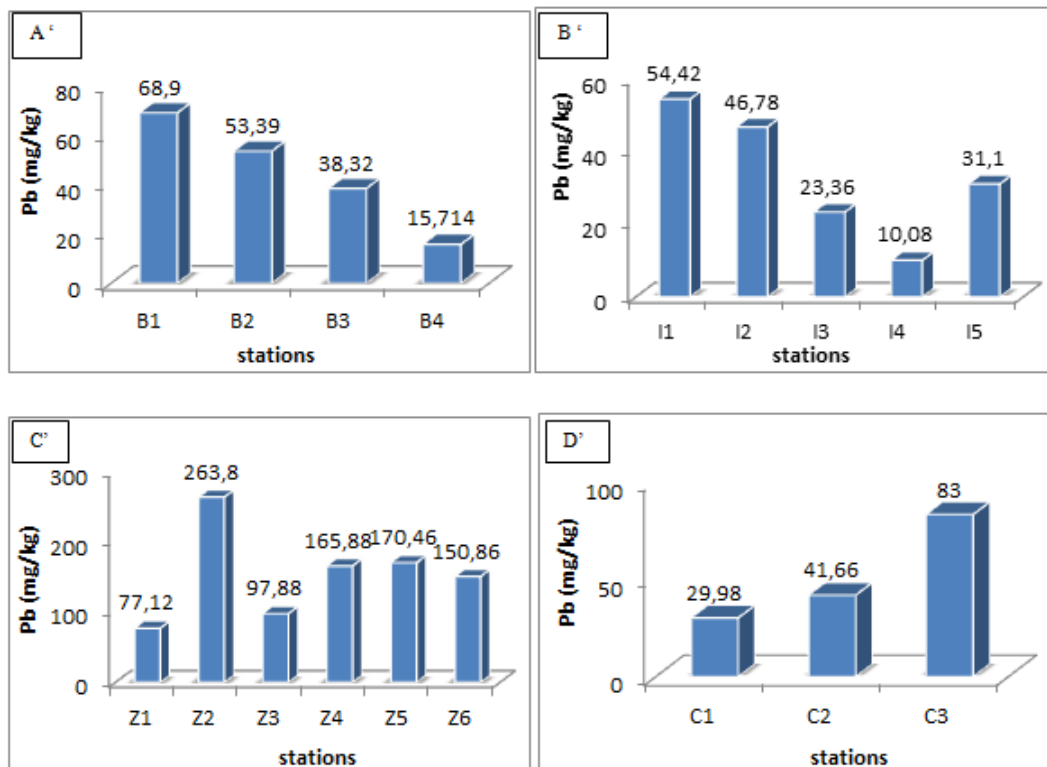 A ‘
Pb (mg/kg)
80
60
40
20
0
68,9
53,39
38,32
15,714
B1 B2 B3 B4
stations
B ‘
Pb (mg/kg)
60
40
20
0
54,42
46,78
23,36
10,08
31,1
I1 I2 I3 I4 I5
stations
C’
Pb (mg/kg)
300
200
100
0
77,12
263,8
97,88
165,88
170,46
150,86
Z1 Z2 Z3 Z4 Z5 Z6
stations
D’
Pb (mg/kg)
100
50
0
29,98
41,66
83
C1 C2 C3
stations